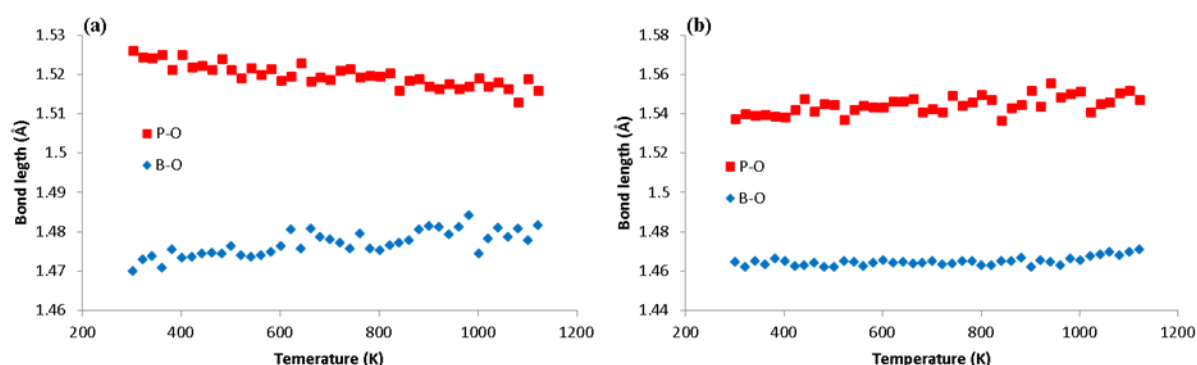 (a)
1.53
1.52
1.51
1.5
1.49
1.48
1.47
1.46
Bond legth (Å)
P-O
B-O
200 400 600 800 1000 1200
Temerature (K)
(b)
1.58
1.56
1.54
1.52
1.5
1.48
1.46
1.44
Bond length (Å)
P-O
B-O
200 400 600 800 1000 1200
Temperature (K)